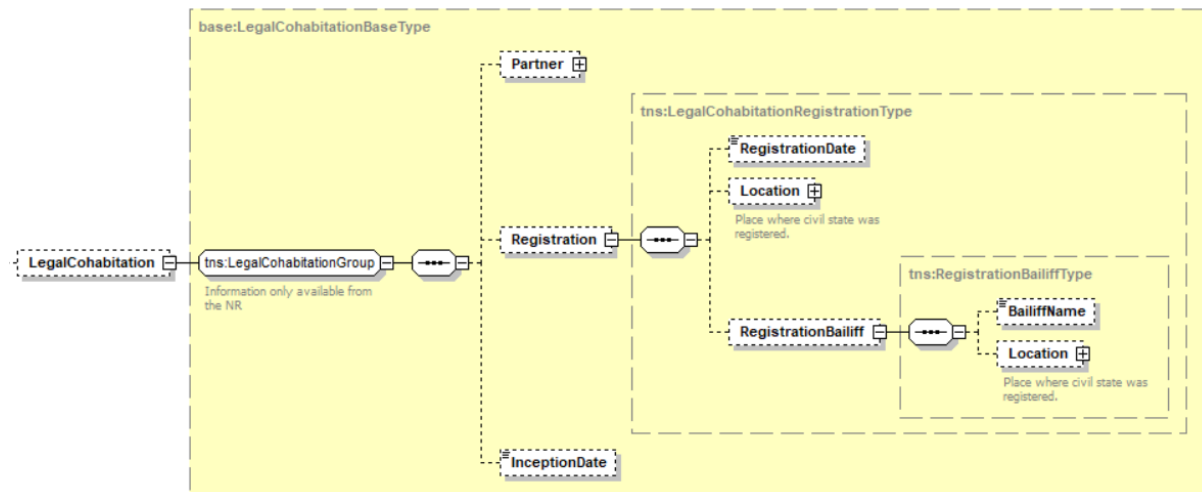 base:LegalCohabitationBaseType
Partner
tns:LegalCohabitationRegistrationType
RegistrationDate
Location
Place where civil state was
registered.
Registration
LegalCohabitation
tns:LegalCohabitationGroup
Information only available from
the NR
tns:RegistrationBailiffType
BailiffName
RegistrationBailiff
Location
Place where civil state was
registered.
InceptionDate